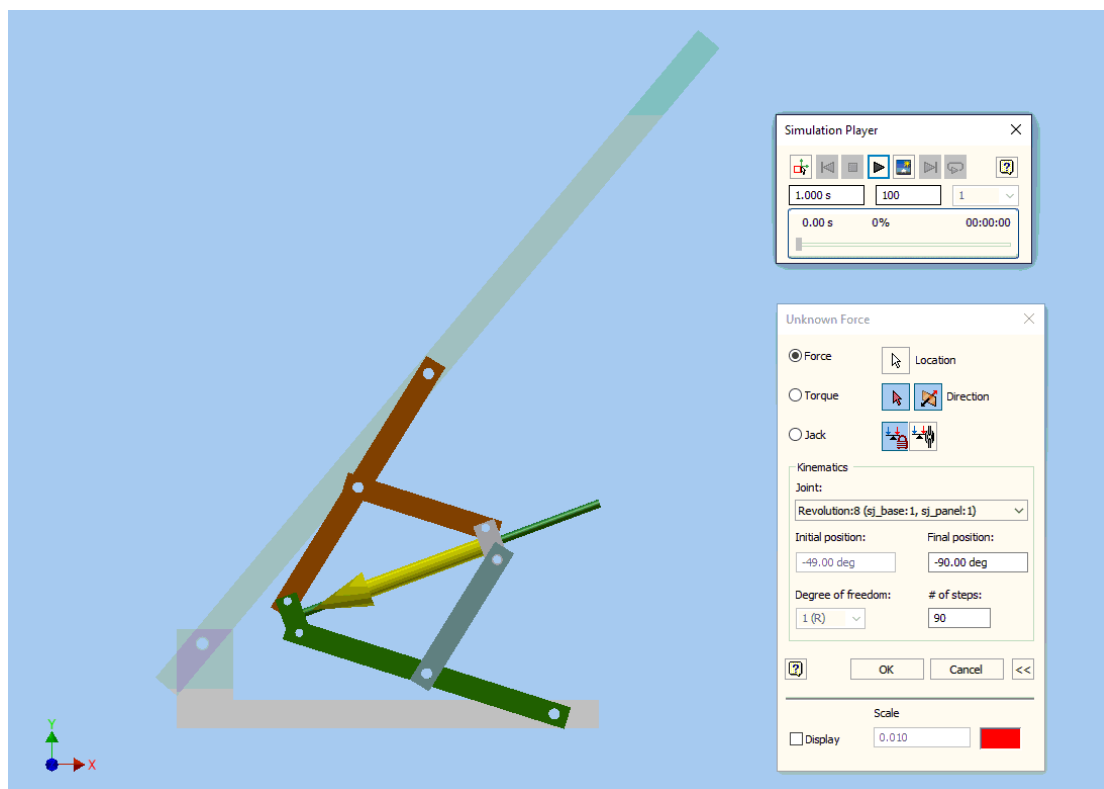 Simulation Player
1.000 s 100 1
0.00 s 0% 00:00:00
Unknown Force
Force Location
Torque Direction
Jack
Kinematics
Joint:
Revolution:8 (sj_base:1, sj_panel:1)
Initial position: Final position:
-49.00 deg -90.00 deg
Degree of freedom: # of steps:
1 (R) 90
OK Cancel <<
Scale
Display 0.010
Y
X